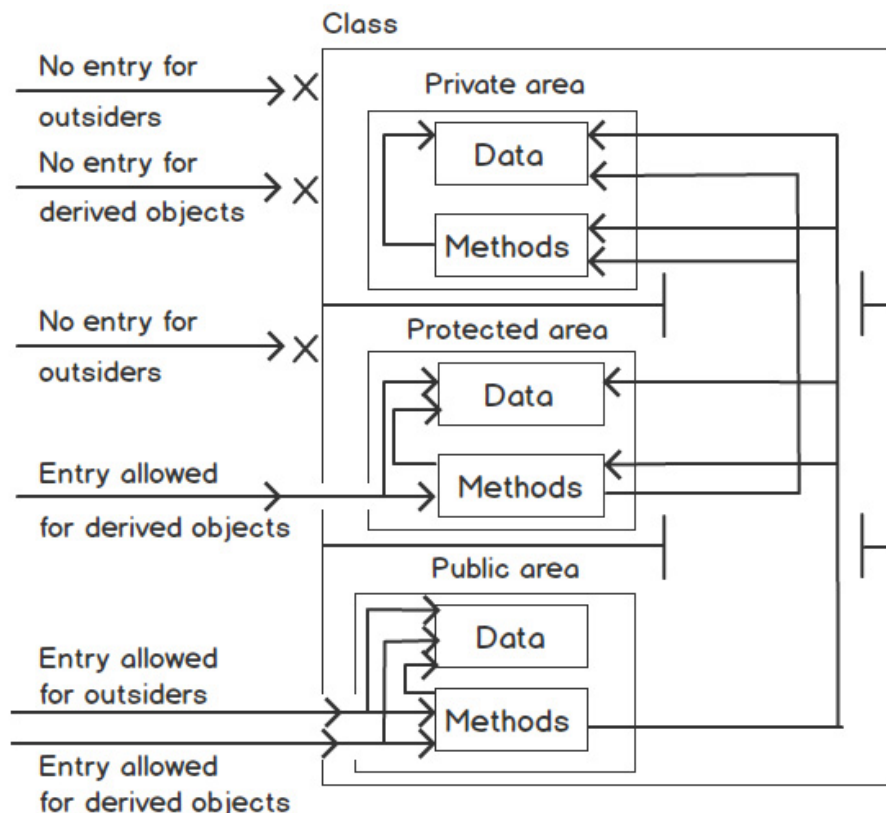 Class
No entry for
outsiders
Private area
Data
No entry for
derived objects
Methods
No entry for
outsiders
Protected area
Data
Entry allowed
for derived objects
Methods
Public area
Data
Entry allowed
for outsiders
Methods
Entry allowed
for derived objects